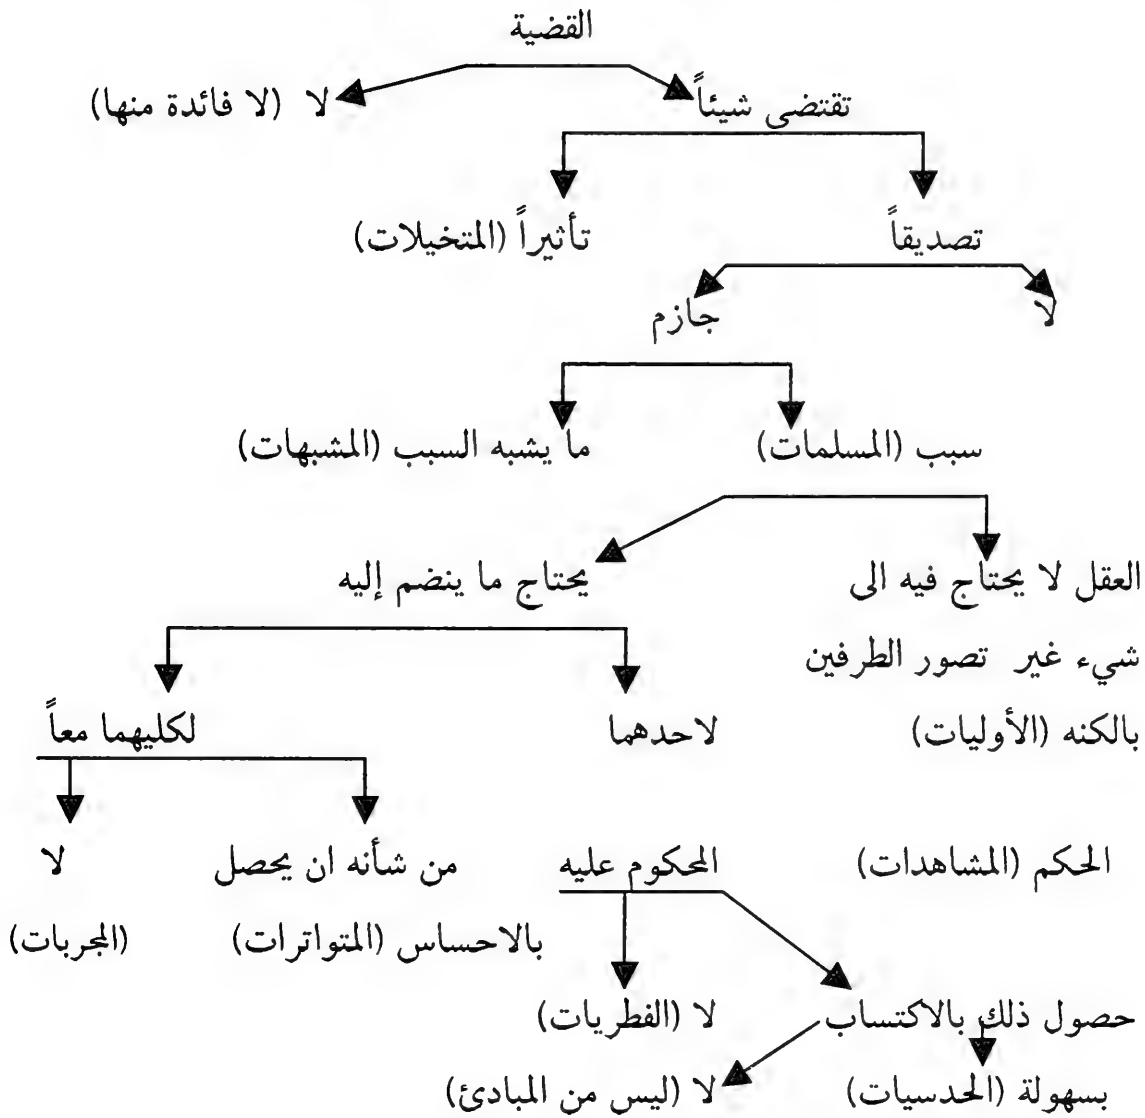 القضية
تقتضى شيئاً لا (لا فائدة منها)
تصديقاً تأثيراً (المتخيلات)
لا جازم
سبب (المسلمات) ما يشبه السبب (المشبهات)
العقل لا يحتاج فيه الى يحتاج ما ينضم إليه
شيء غير تصور الطرفين
بالكنه (الأوليات) لاحدهما لكليهما معاً
الحكم (المشاهدات) المحكوم عليه من شأنه ان يحصل لا
بالاحساس (المتواترات) (المجربات)
حصول ذلك بالاكتساب لا (الفطريات)
بسهولة (الحدسيات) لا (ليس من المبادئ)